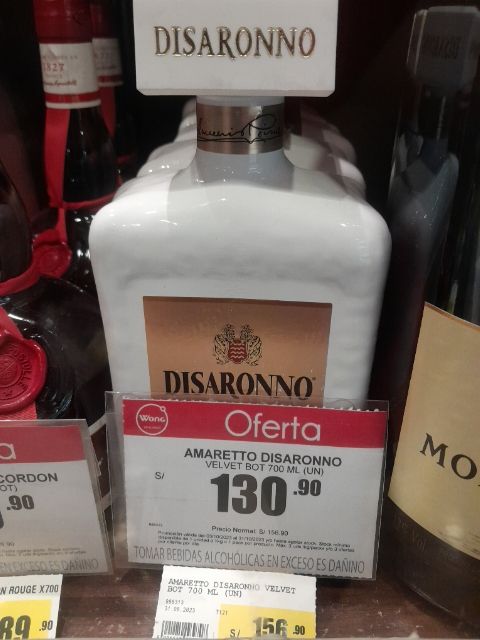 DISARONNO
1827
DISARONNO
Wong
Oferta
AMARETTO DISARONNO
VELVET BOT 700 ML (UN)
S/
130.90
Precio Normal: S/ 156.90
TOMAR BEBIDAS ALCOHÓLICAS EN EXCESO ES DAÑINO
AMARETTO DISARONNO VELVET
BOT 700 ML (UN)
S/ 156.90
a
CORDON
.90
EN EXCESO ES DAÑINO
ROUGE X700
89.90
MO